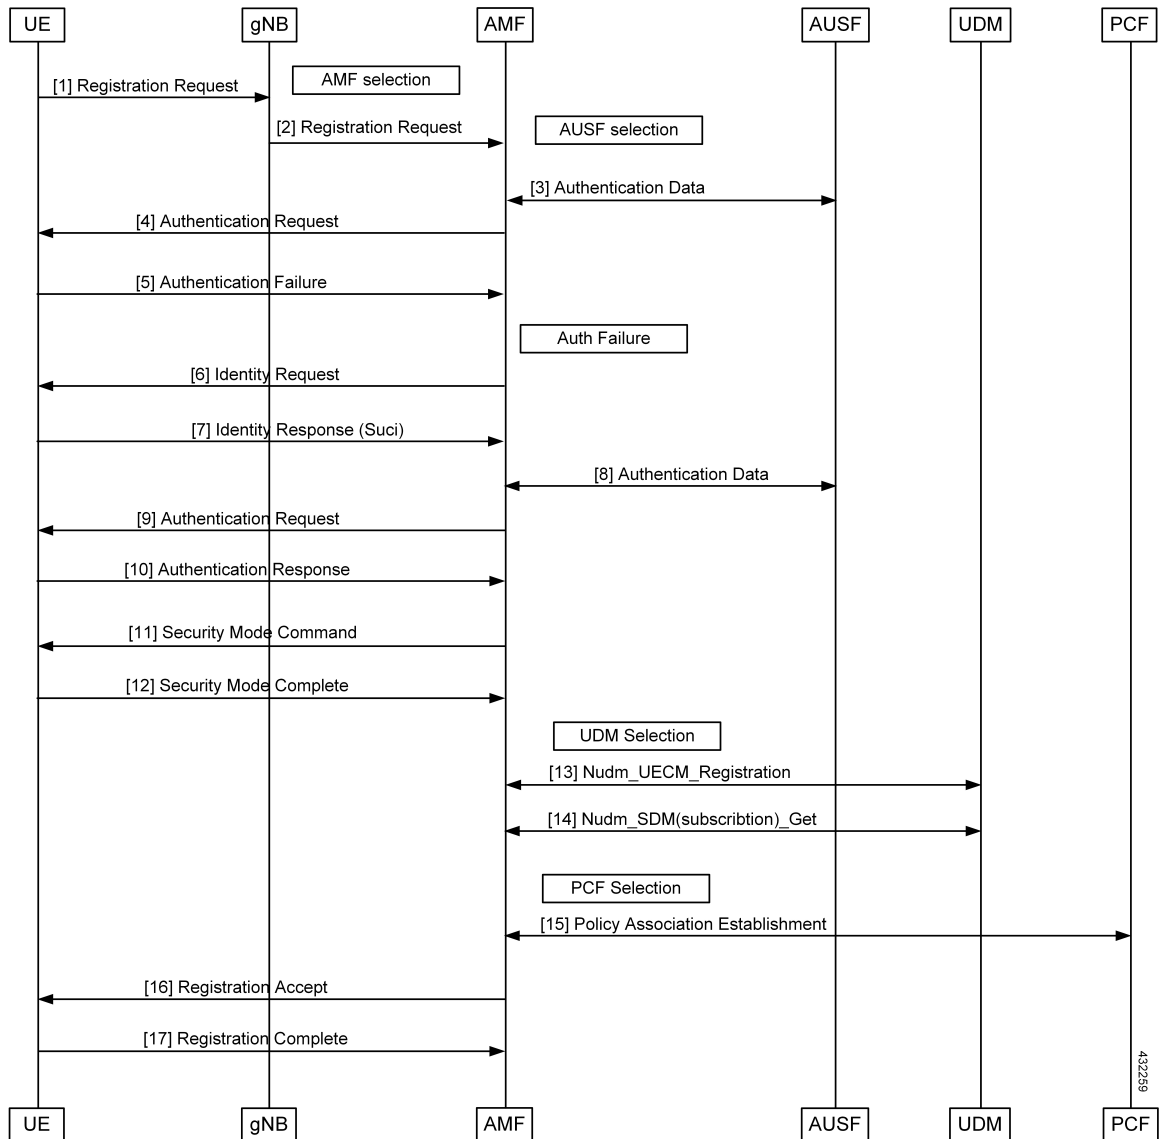 UE gNB AMF AUSF UDM PCF
AMF selection
[1] Registration Request
[2] Registration Request
AUSF selection
[3] Authentication Data
[4] Authentication Request
[5] Authentication Failure
Auth Failure
[6] Identity Request
[7] Identity Response (Suci)
[8] Authentication Data
[9] Authentication Request
[10] Authentication Response
[11] Security Mode Command
[12] Security Mode Complete
UDM Selection
[13] Nudm_UECM_Registration
[14] Nudm_SDM(subscribtion)_Get
PCF Selection
[15] Policy Association Establishment
[16] Registration Accept
[17] Registration Complete
432259
UE gNB AMF AUSF UDM PCF